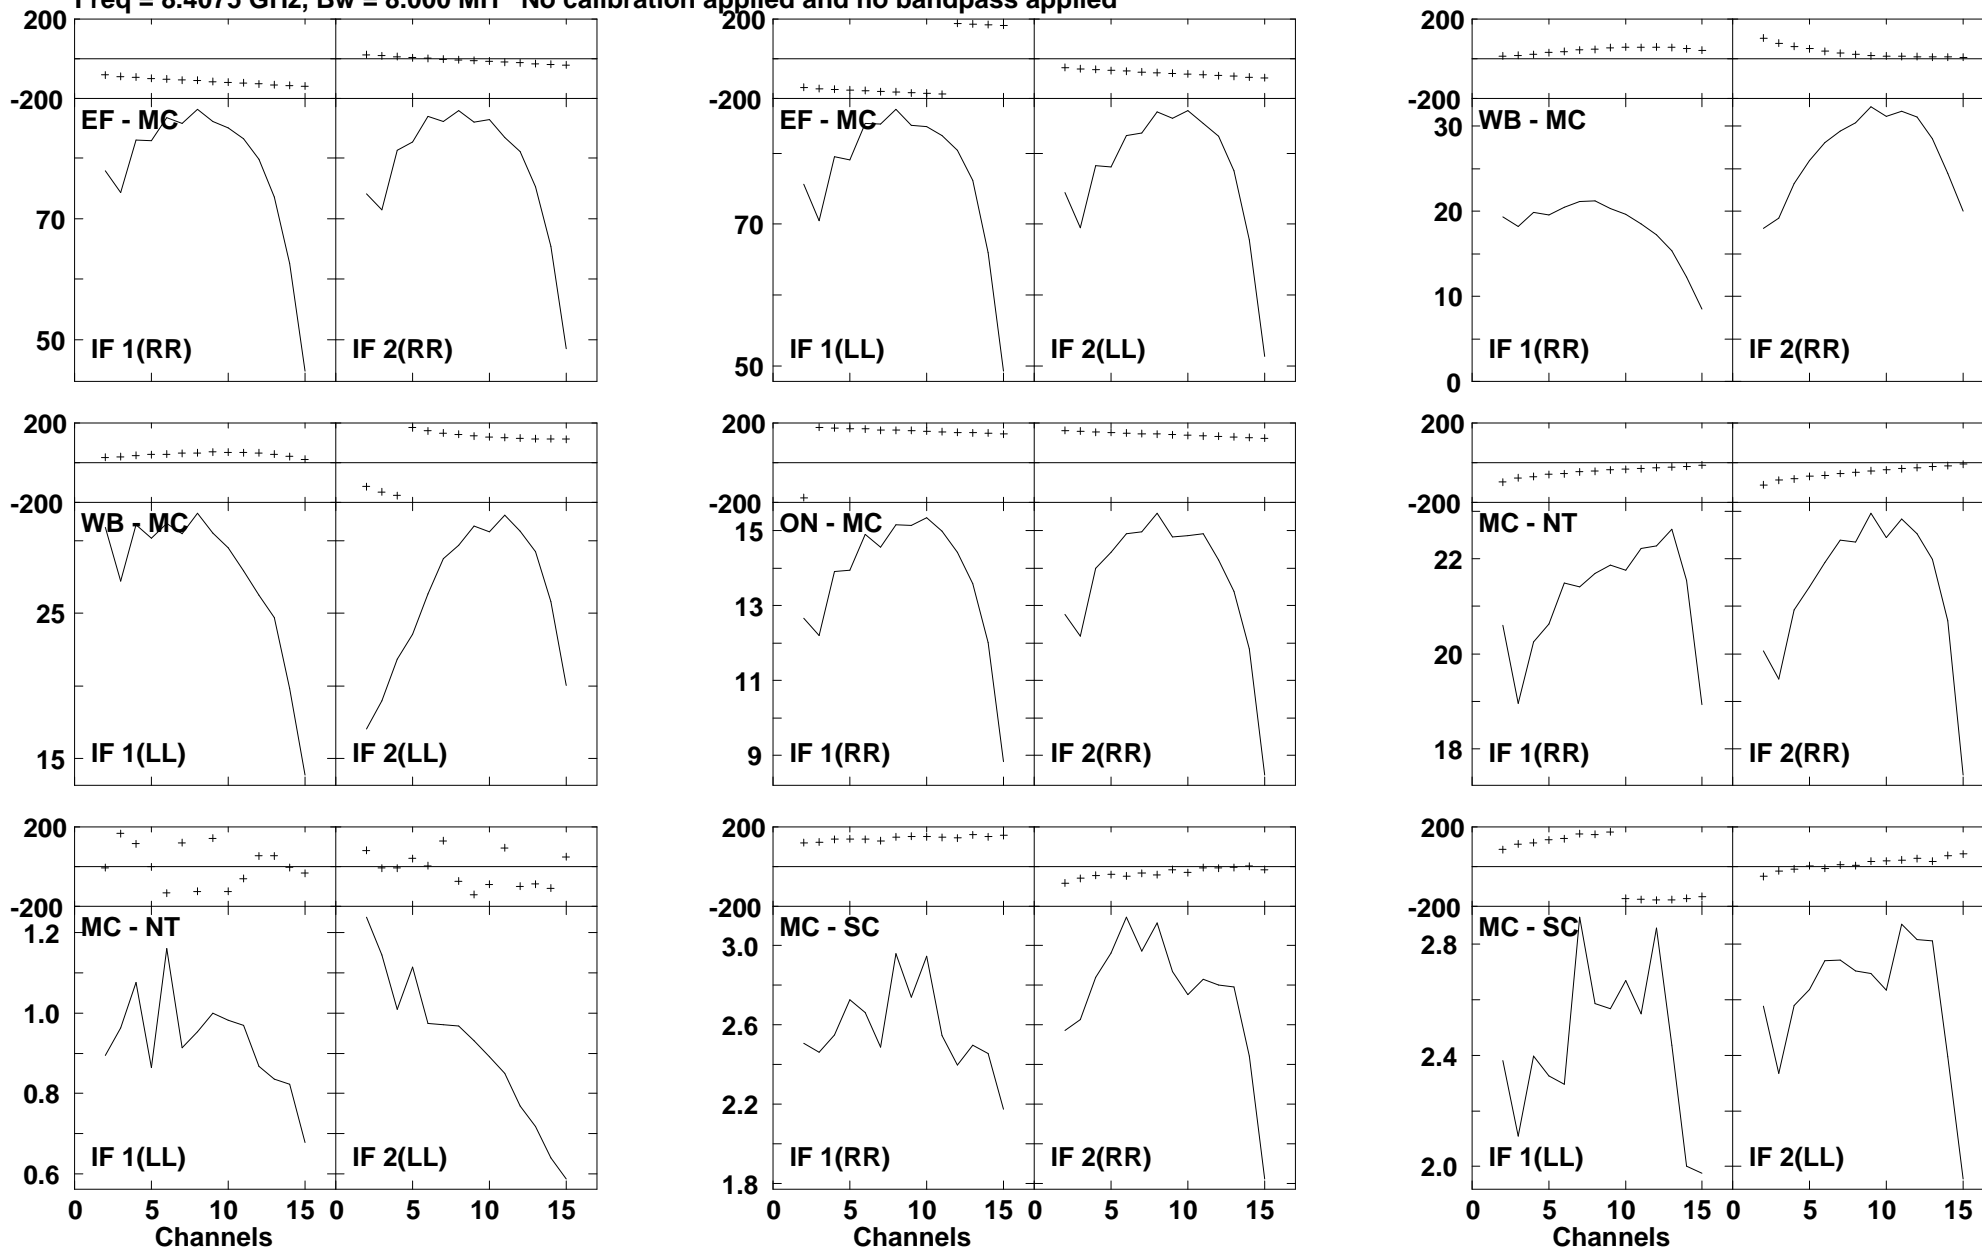 Freq = 8.4075 GHz, Bw = 8.000 MH No calibration applied and no bandpass applied
200 200 200
-200 -200 -200
EF - MC EF - MC WB - MC
70 70 30
50 50 20
10
0
IF 1(RR) IF 2(RR) IF 1(LL) IF 2(LL) IF 1(RR) IF 2(RR)
200 200 200
-200 -200 -200
WB - MC ON - MC MC - NT
25 15 22
15 13 20
11 18
9
IF 1(LL) IF 2(LL) IF 1(RR) IF 2(RR) IF 1(RR) IF 2(RR)
200 200 200
-200 -200 -200
MC - NT MC - SC MC - SC
1.2 3.0 2.8
1.0 2.6 2.4
0.8 2.2 2.0
0.6 1.8
IF 1(LL) IF 2(LL) IF 1(RR) IF 2(RR) IF 1(LL) IF 2(LL)
0 5 10 15 0 5 10 15 0 5 10 15 0 5 10 15 0 5 10 15 0 5 10 15
Channels Channels Channels